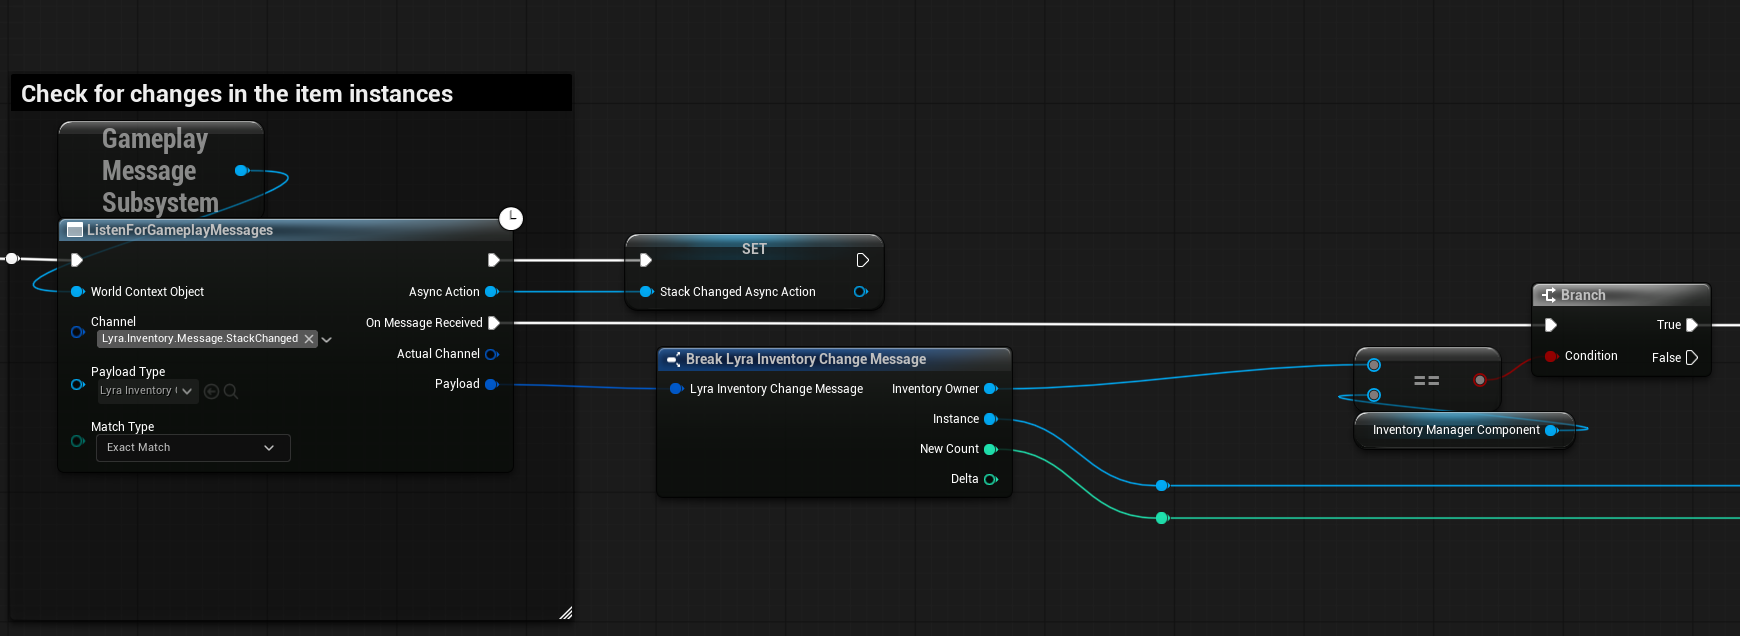 Check for changes in the item instances
Gameplay
Message
Subsystem
ListenForGameplayMessages
World Context Object
Async Action
Channel
Lyra.Inventory.Message.StackChanged
On Message Received
Actual Channel
Payload Type
Lyra Inventory
Payload
Match Type
Exact Match
SET
Stack Changed Async Action
Break Lyra Inventory Change Message
Lyra Inventory Change Message
Inventory Owner
Instance
New Count
Delta
==
Inventory Manager Component
Branch
True
Condition
False